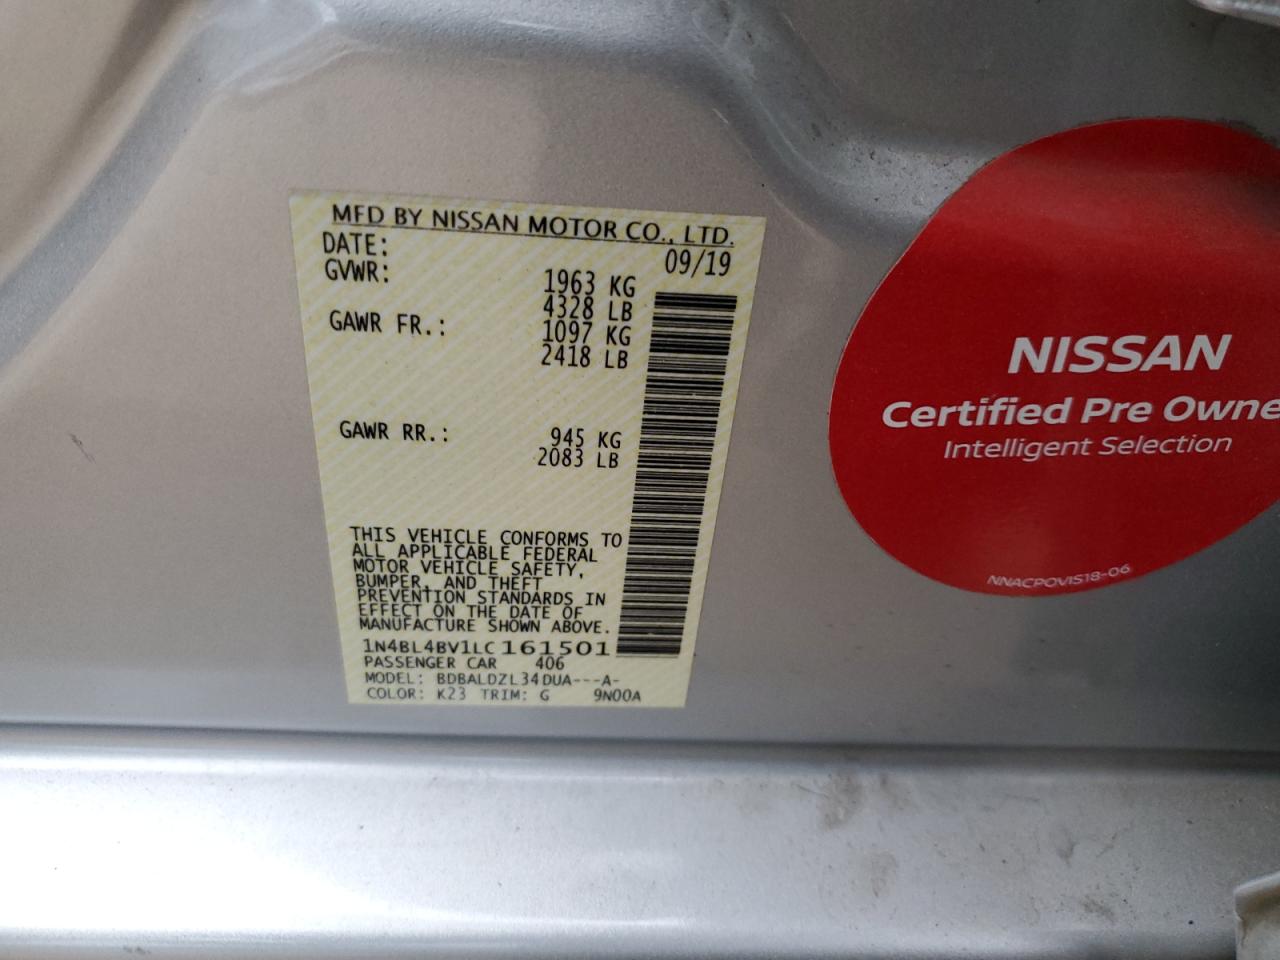 MFD BY NISSAN MOTOR CO., LTD.
DATE: 09/19
GVWR: 1963 KG
4328 LB
GAWR FR.: 1097 KG
2418 LB
GAWR RR.: 945 KG
2083 LB
THIS VEHICLE CONFORMS TO
ALL APPLICABLE FEDERAL
MOTOR VEHICLE SAFETY,
BUMPER, AND THEFT
PREVENTION STANDARDS IN
EFFECT ON THE DATE OF
MANUFACTURE SHOWN ABOVE.
1N4BL4BV1LC161501
PASSENGER CAR 406
MODEL: BDBALDZL34DUA---A-
COLOR: K23 TRIM: G 9N00A
NISSAN
Certified Pre Owne
Intelligent Selection
NNACPOVIS18-06